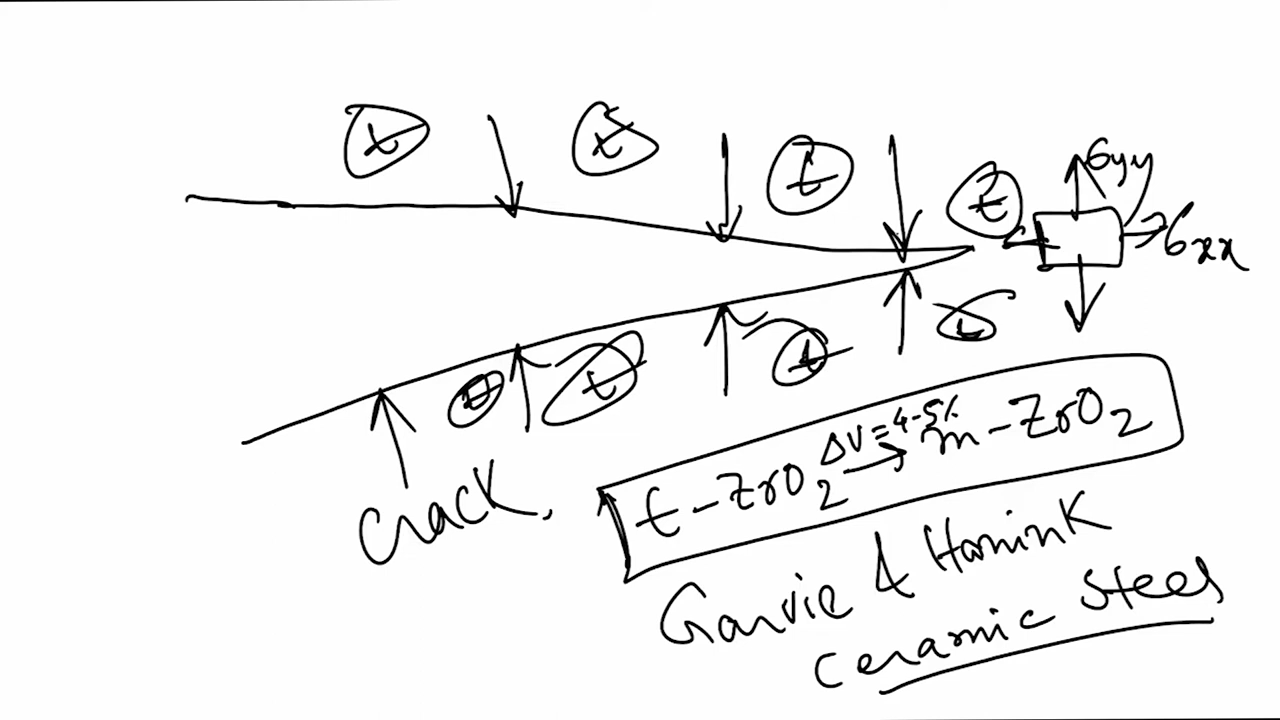 t t t t
σyy
σxx
t t t t
crack.
t-ZrO2 ΔV=4-5% → m-ZrO2
Garvie & Hannink
Ceramic Steel